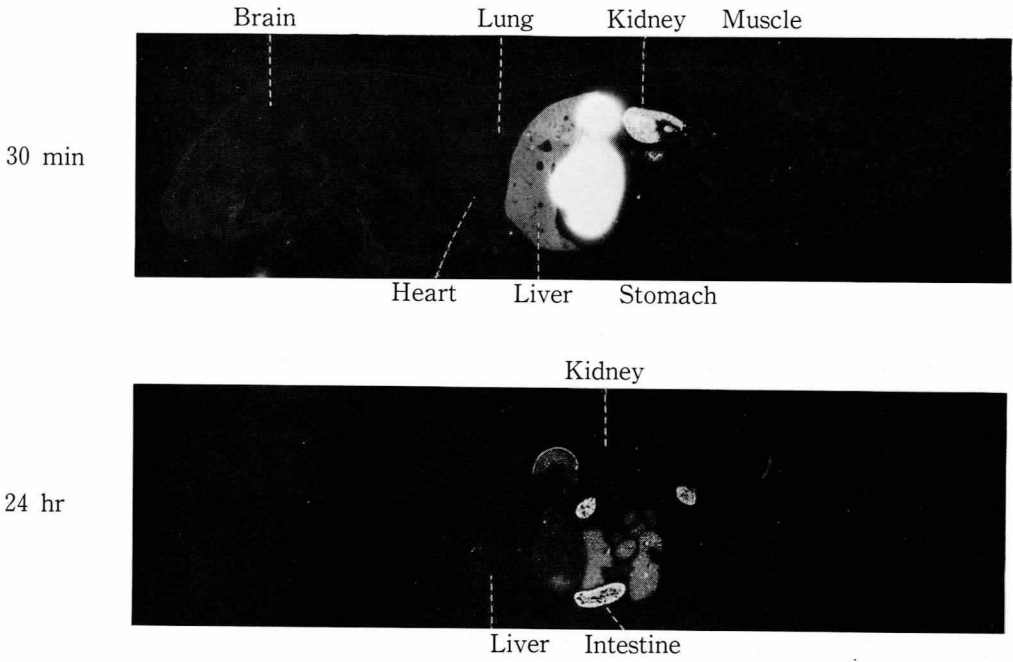 Brain Lung Kidney Muscle
30 min
Heart Liver Stomach
Kidney
24 hr
Liver Intestine